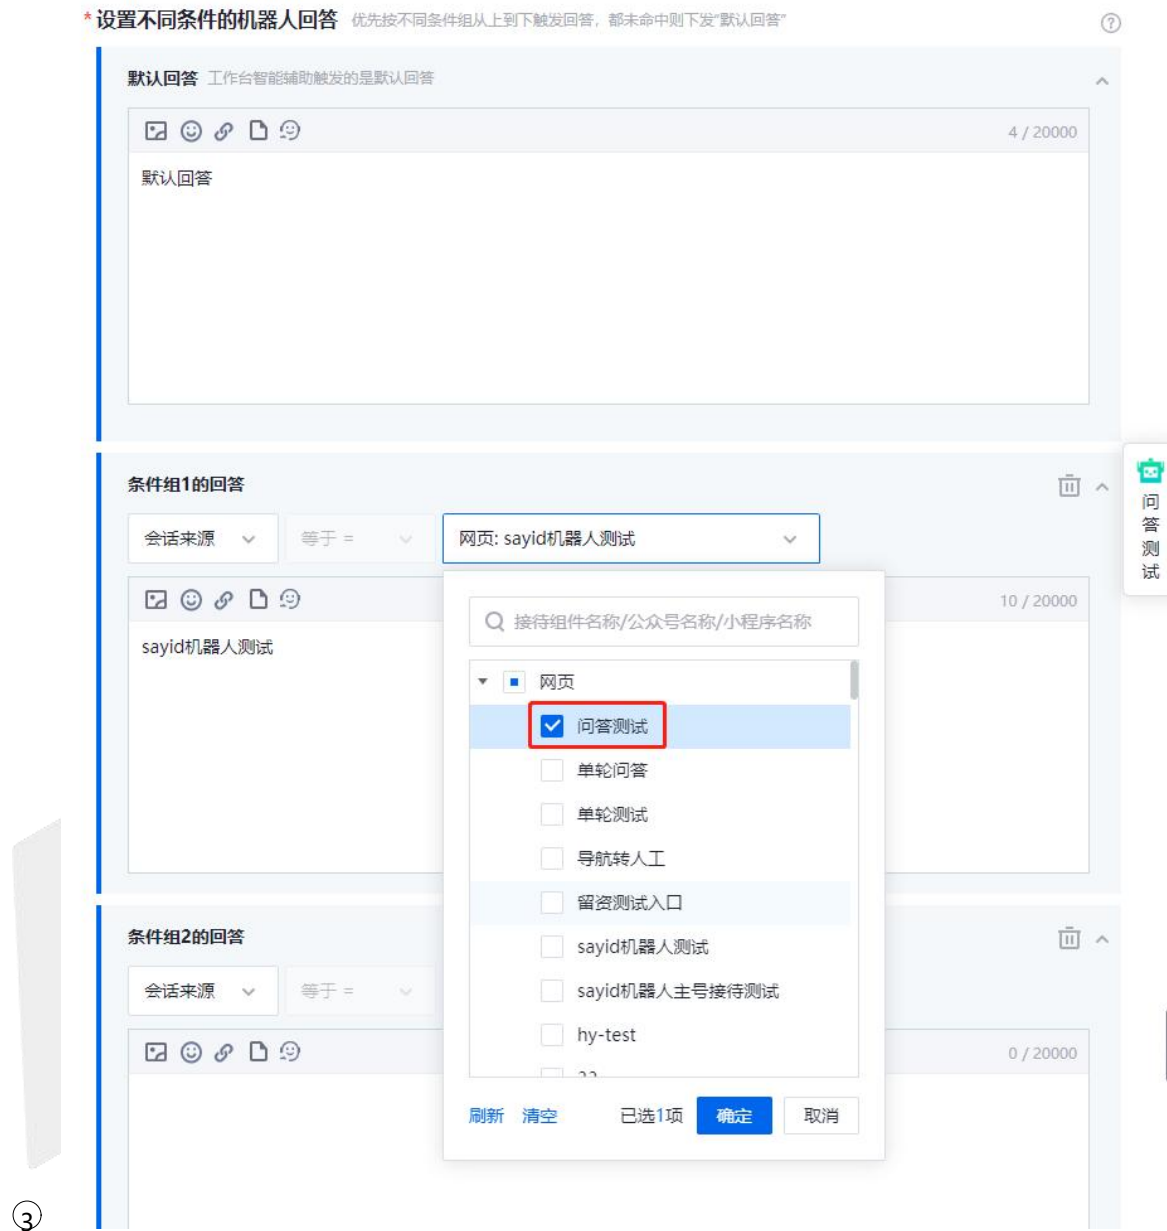 * 设置不同条件的机器人回答 优先按不同条件组从上到下触发回答，都未命中则下发“默认回答”
默认回答 工作台智能辅助触发的是默认回答
4 / 20000
默认回答
条件组1的回答
会话来源 等于 = 网页: sayid机器人测试
10 / 20000
sayid机器人测试
接待组件名称/公众号名称/小程序名称
网页
问答测试
单轮问答
单轮测试
导航转人工
留资测试入口
sayid机器人测试
sayid机器人主号接待测试
hy-test
刷新 清空 已选1项 确定 取消
条件组2的回答
会话来源 等于 =
0 / 20000
问答测试
③